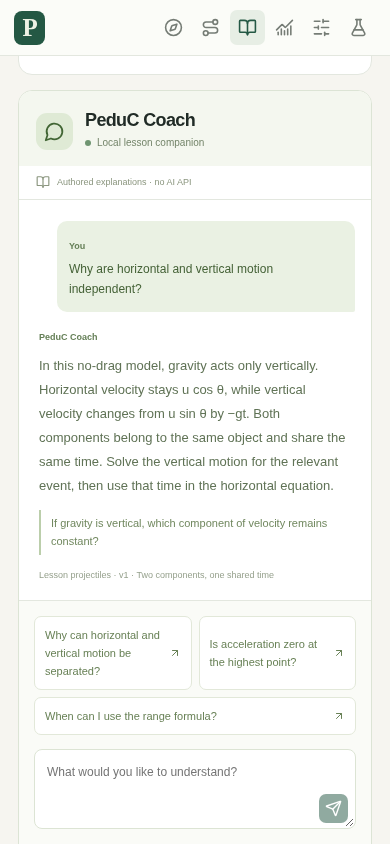 P
PeduC Coach
Local lesson companion
Authored explanations · no AI API
You
Why are horizontal and vertical motion
independent?
PeduC Coach
In this no-drag model, gravity acts only vertically.
Horizontal velocity stays u cos θ, while vertical
velocity changes from u sin θ by −gt. Both
components belong to the same object and share the
same time. Solve the vertical motion for the relevant
event, then use that time in the horizontal equation.
If gravity is vertical, which component of velocity remains
constant?
Lesson projectiles · v1 · Two components, one shared time
Why can horizontal and
vertical motion be
separated?
Is acceleration zero at
the highest point?
When can I use the range formula?
What would you like to understand?